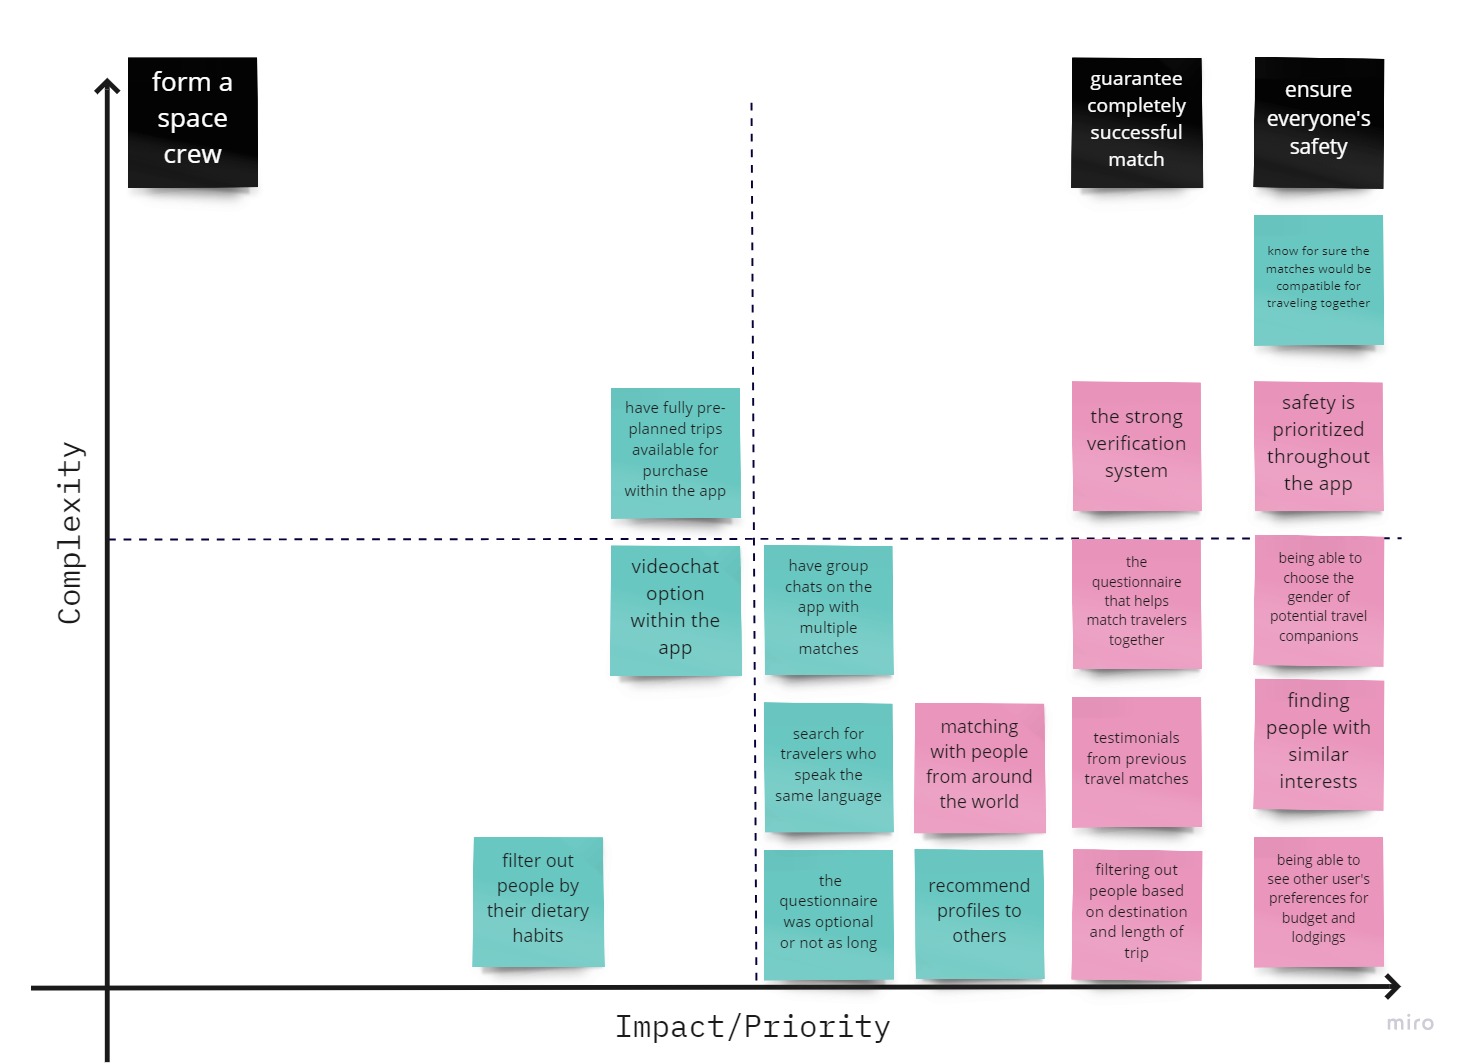 form a
space
crew
guarantee
completely
successful
match
ensure
everyone's
safety
know for sure the
matches would be
compatible for
traveling together
have fully pre-
planned trips
available for
purchase
within the app
the strong
verification
system
safety is
prioritized
throughout
the app
Complexity
videochat
option
within the
app
have group
chats on the
app with
multiple
matches
the
questionnaire
that helps
match travelers
together
being able to
choose the
gender of
potential travel
companions
search for
travelers who
speak the
same language
matching
with people
from around
the world
testimonials
from previous
travel matches
finding
people with
similar
interests
filter out
people by
their dietary
habits
the
questionnaire
was optional
or not as long
recommend
profiles to
others
filtering out
people based
on destination
and length of
trip
being able to
see other user's
preferences for
budget and
lodgings
Impact/Priority
miro